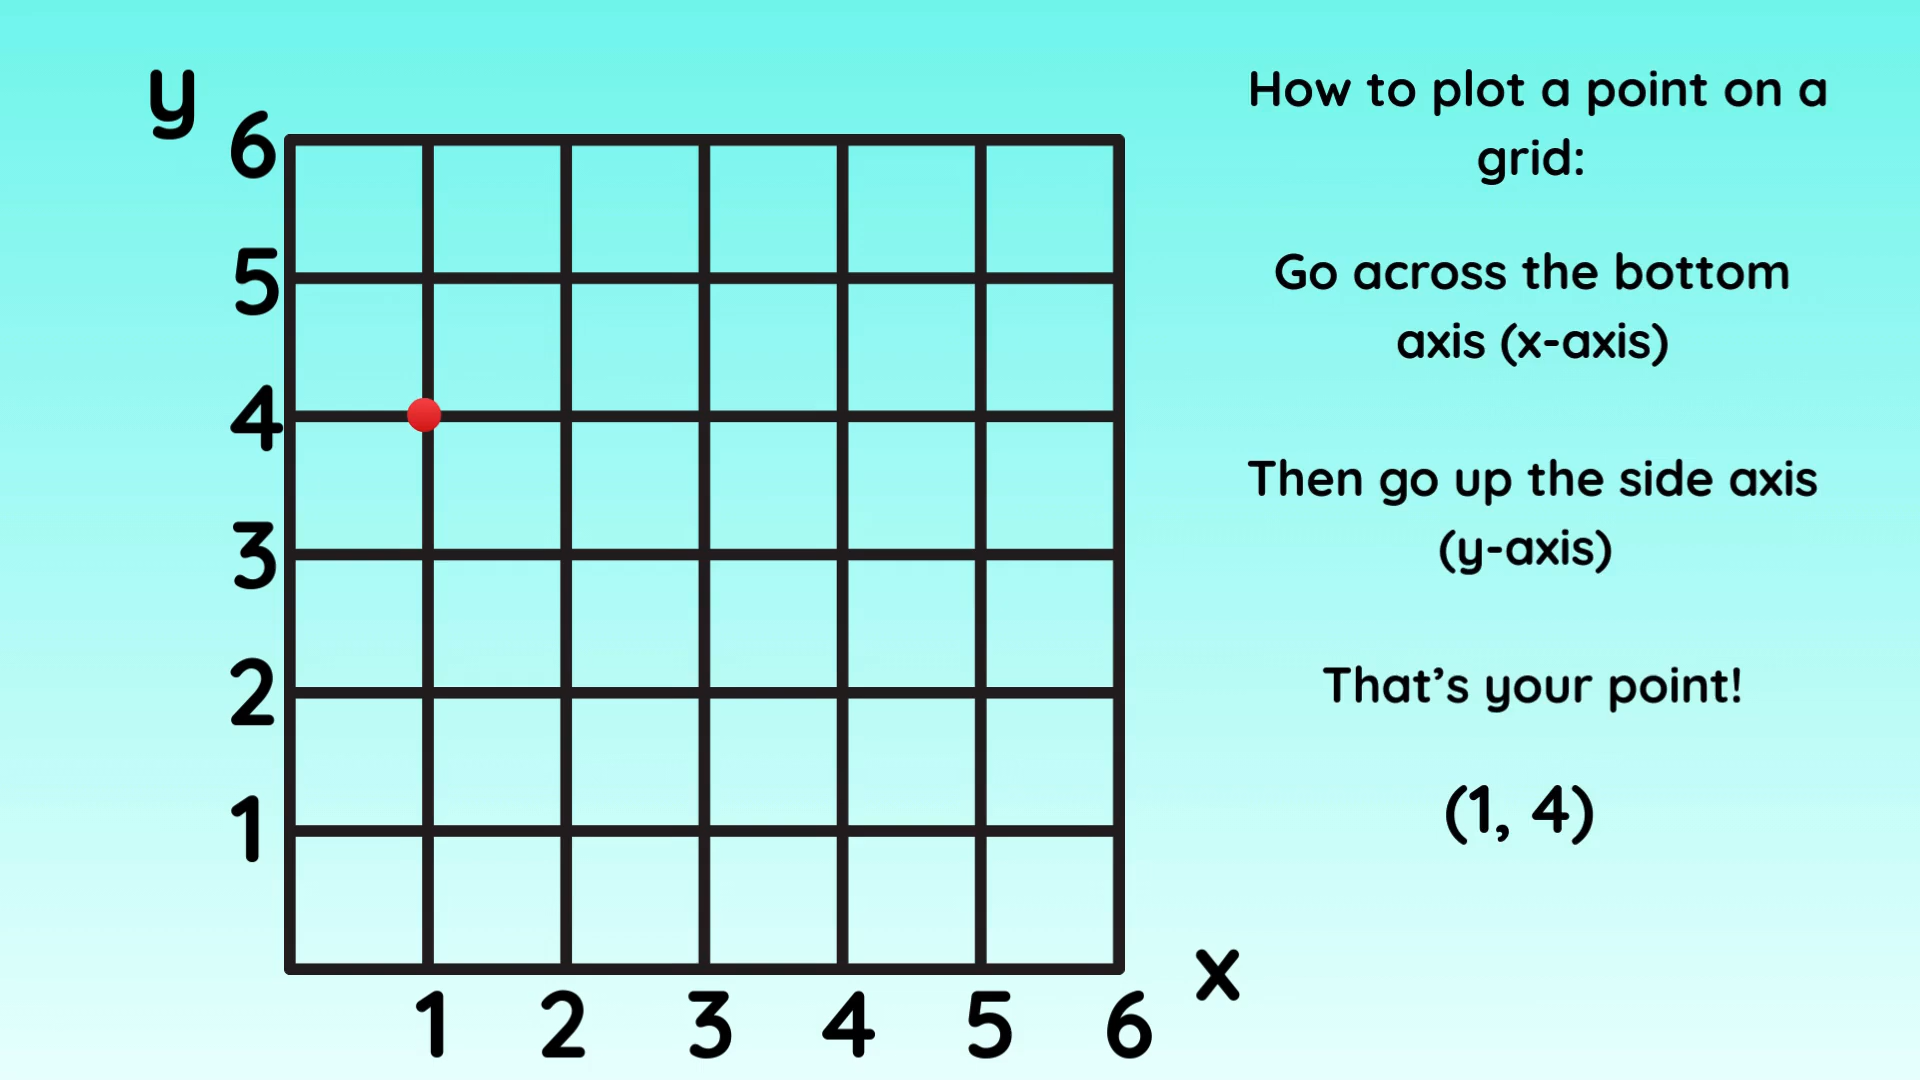 y
6
5
4
3
2
1
1 2 3 4 5 6
x
How to plot a point on a
grid:
Go across the bottom
axis (x-axis)
Then go up the side axis
(y-axis)
That’s your point!
(1, 4)